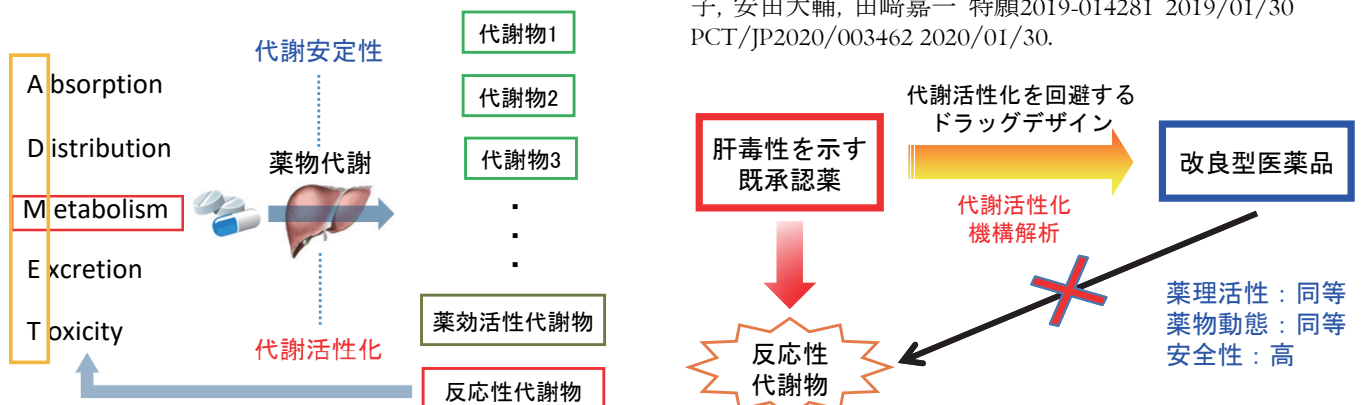 代謝安定性
Absorption
Distribution
Metabolism
Excretion
Toxicity
薬物代謝
代謝活性化
代謝物1
代謝物2
代謝物3
・
・
・
薬効活性代謝物
反応性代謝物
子, 安田大輔, 田﨑嘉一 特願2019-014281 2019/01/30
PCT/JP2020/003462 2020/01/30.
肝毒性を示す
既承認薬
代謝活性化を回避する
ドラッグデザイン
代謝活性化
機構解析
改良型医薬品
薬理活性：同等
薬物動態：同等
安全性：高
反応性
代謝物